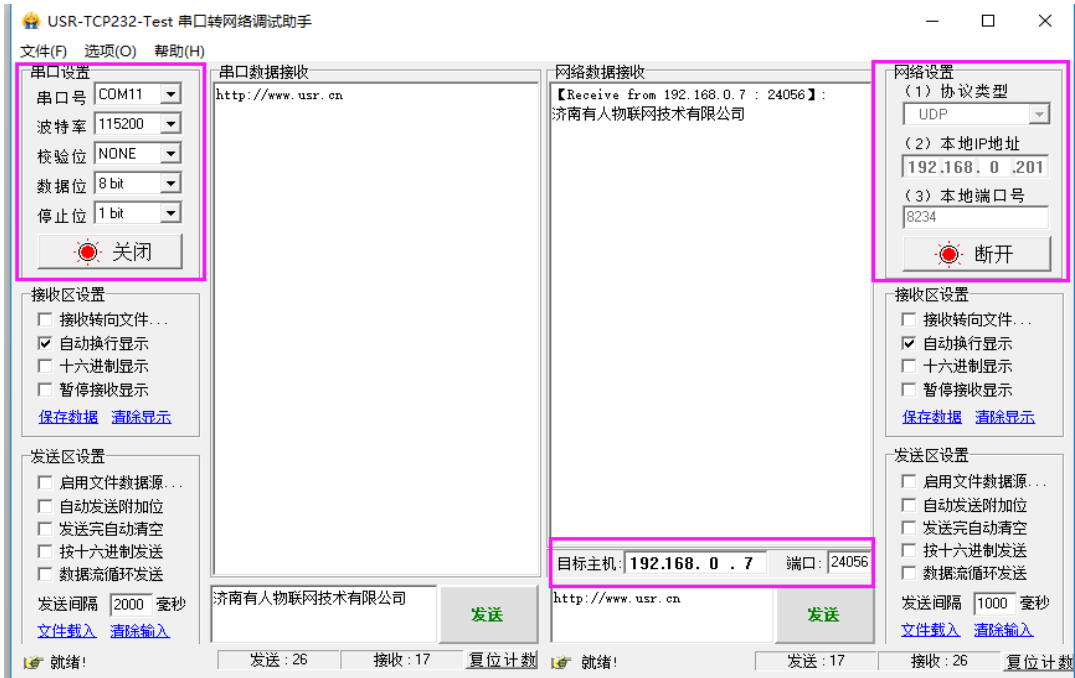 USR-TCP232-Test 串口转网络调试助手
文件(F) 选项(O) 帮助(H)
串口设置
串口号 COM11
波特率 115200
校验位 NONE
数据位 8 bit
停止位 1 bit
关闭
接收区设置
接收转向文件...
自动换行显示
十六进制显示
暂停接收显示
保存数据 清除显示
发送区设置
启用文件数据源...
自动发送附加位
发送完自动清空
按十六进制发送
数据流循环发送
发送间隔 2000 毫秒
文件载入 清除输入
串口数据接收
http://www.usr.cn
济南有人物联网技术有限公司
发送
网络数据接收
【Receive from 192.168.0.7 : 24056】:
济南有人物联网技术有限公司
目标主机: 192.168. 0 . 7 端口: 24056
http://www.usr.cn
发送
网络设置
(1) 协议类型
UDP
(2) 本地IP地址
192.168. 0 .201
(3) 本地端口号
8234
断开
接收区设置
接收转向文件...
自动换行显示
十六进制显示
暂停接收显示
保存数据 清除显示
发送区设置
启用文件数据源...
自动发送附加位
发送完自动清空
按十六进制发送
数据流循环发送
发送间隔 1000 毫秒
文件载入 清除输入
就绪! 发送:26 接收:17 复位计数
就绪! 发送:17 接收:26 复位计数